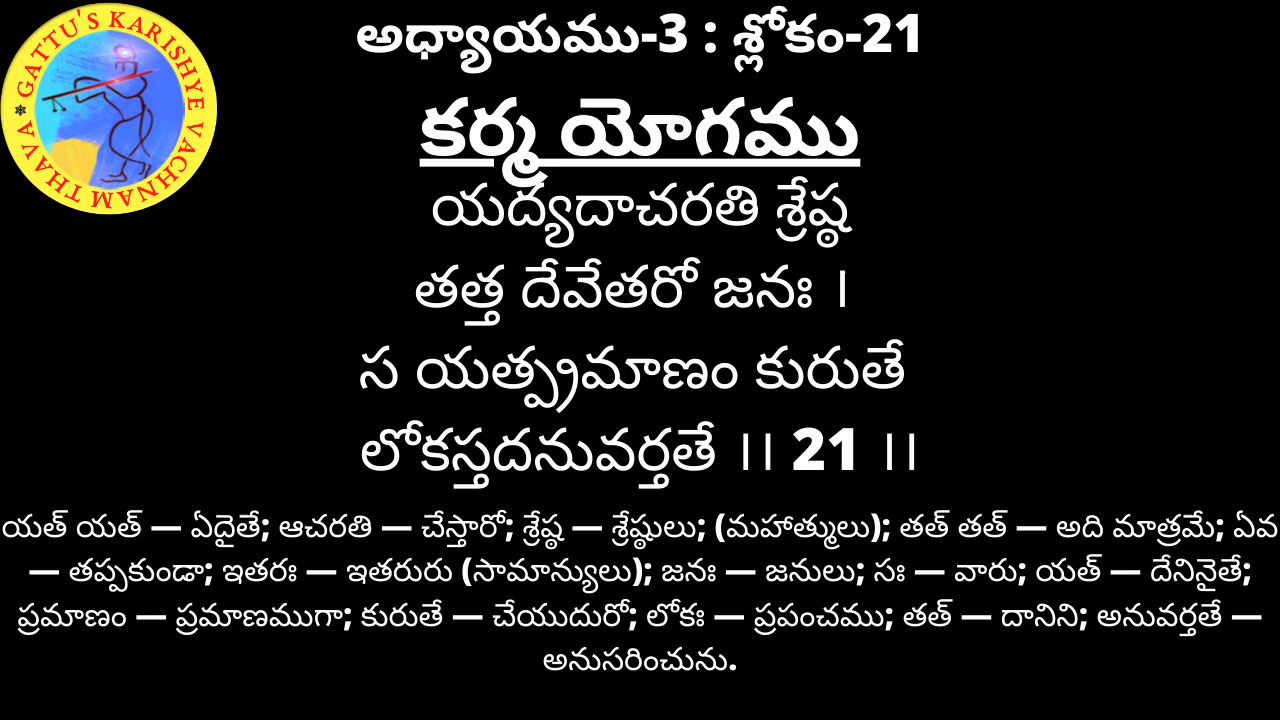 GATTU'S KARISHYE VACHNAM THAVA
అధ్యాయము-3 : శ్లోకం-21
కర్మ యోగము
యద్యదాచరతి శ్రేష్ఠ
తత్త దేవేతరో జనః ।
స యత్ప్రమాణం కురుతే
లోకస్తదనువర్తతే ।। 21 ।।
యత్ యత్ — ఏదైతే; ఆచరతి — చేస్తారో; శ్రేష్ఠ — శ్రేష్ఠులు; (మహాత్ములు); తత్ తత్ — అది మాత్రమే; ఏవ
— తప్పకుండా; ఇతరః — ఇతరురు (సామాన్యులు); జనః — జనులు; సః — వారు; యత్ — దేనినైతే;
ప్రమాణం — ప్రమాణముగా; కురుతే — చేయుదురో; లోకః — ప్రపంచము; తత్ — దానిని; అనువర్తతే —
అనుసరించును.